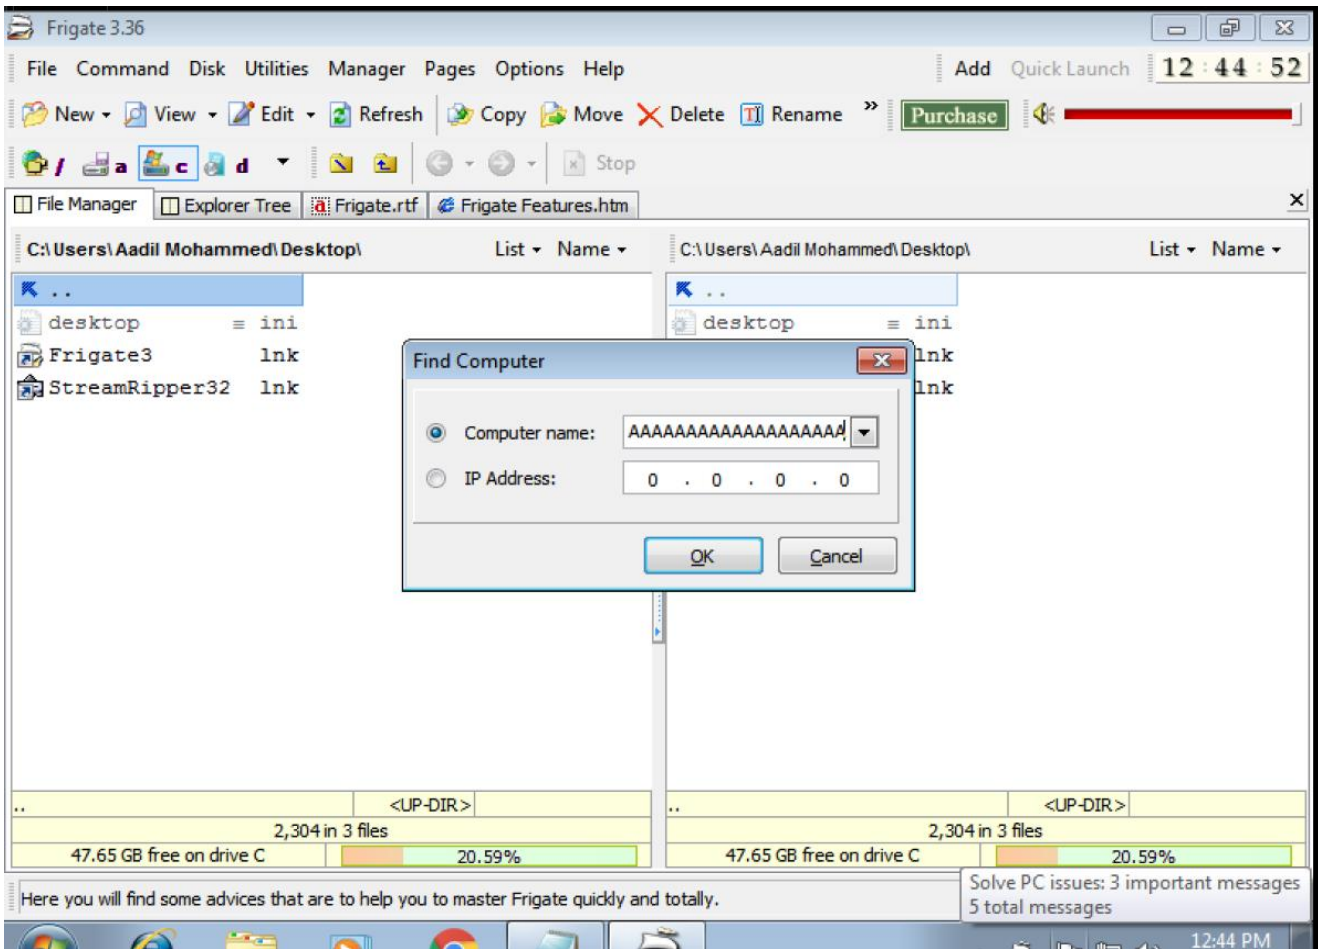 Frigate 3.36
File Command Disk Utilities Manager Pages Options Help Add Quick Launch 12:44:52
New View Edit Refresh Copy Move Delete Rename » Purchase
/ a c d Stop
File Manager Explorer Tree Frigate.rtf Frigate Features.htm
C:\Users\Aadil Mohammed\Desktop\ List Name C:\Users\Aadil Mohammed\Desktop\ List Name
.. ..
desktop ini desktop ini
Frigate3 lnk lnk
StreamRipper32 lnk lnk
Find Computer
Computer name: AAAAAAAAAAAAAAAAAAA
IP Address: 0 . 0 . 0 . 0
OK Cancel
.. <UP-DIR> .. <UP-DIR>
2,304 in 3 files 2,304 in 3 files
47.65 GB free on drive C 20.59% 47.65 GB free on drive C 20.59%
Here you will find some advices that are to help you to master Frigate quickly and totally.
Solve PC issues: 3 important messages
5 total messages
12:44 PM